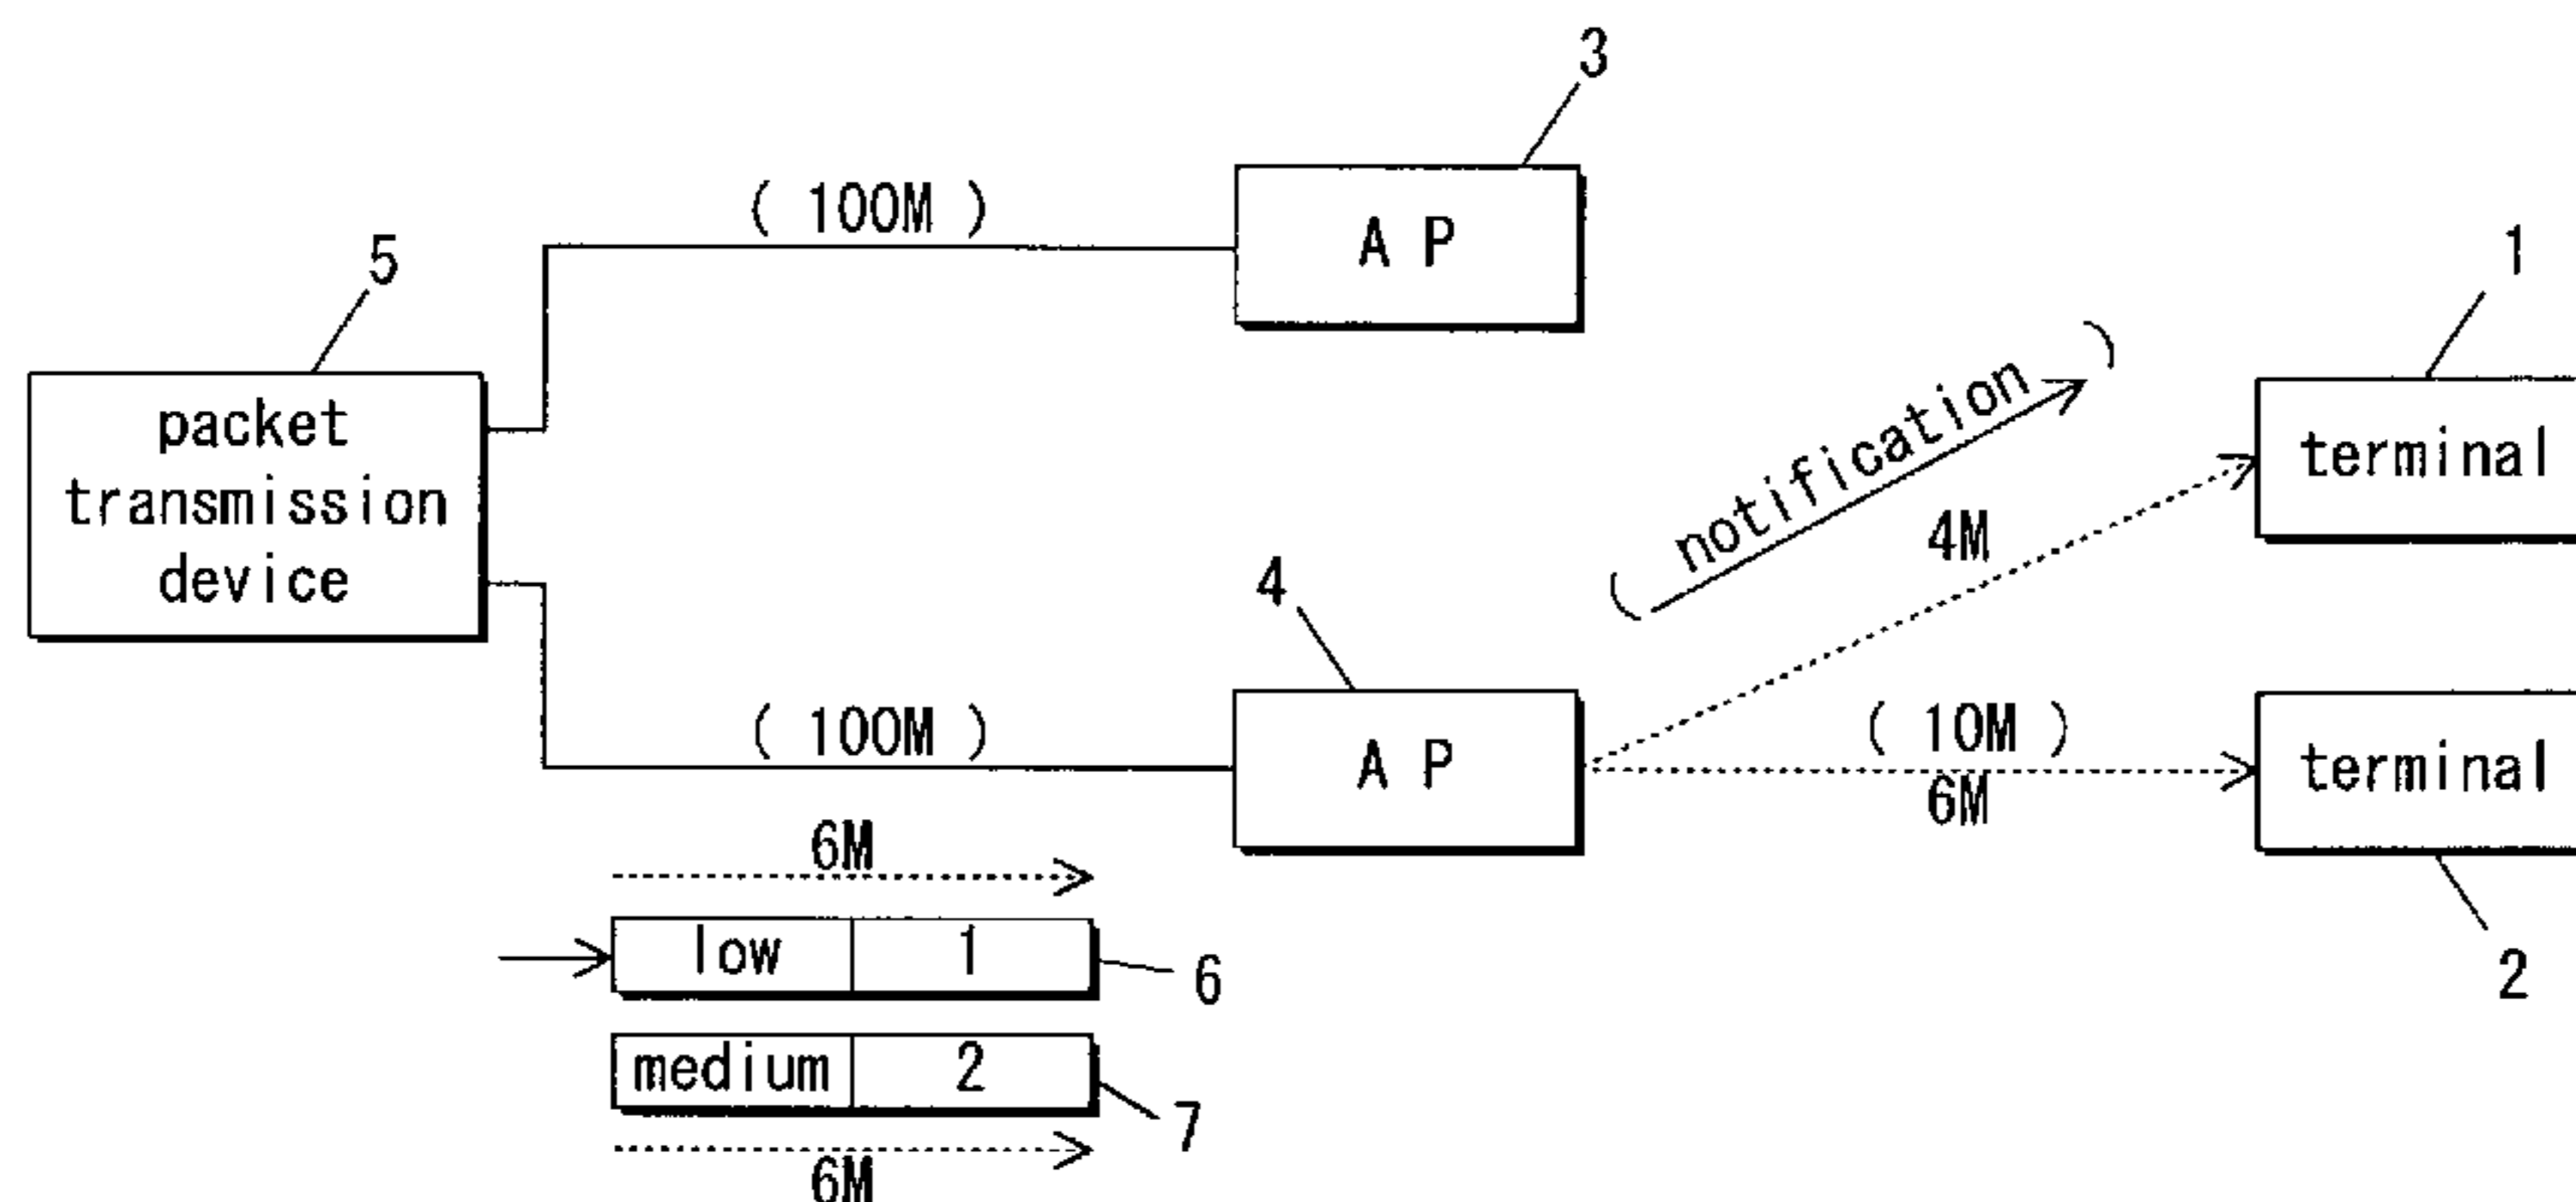 3
( 100M )
A P
5
1
packet
transmission
device
( notification )
terminal
4M
4
( 100M )
A P
( 10M )
6M
terminal
2
6M
low 1
6
medium 2
7
6M